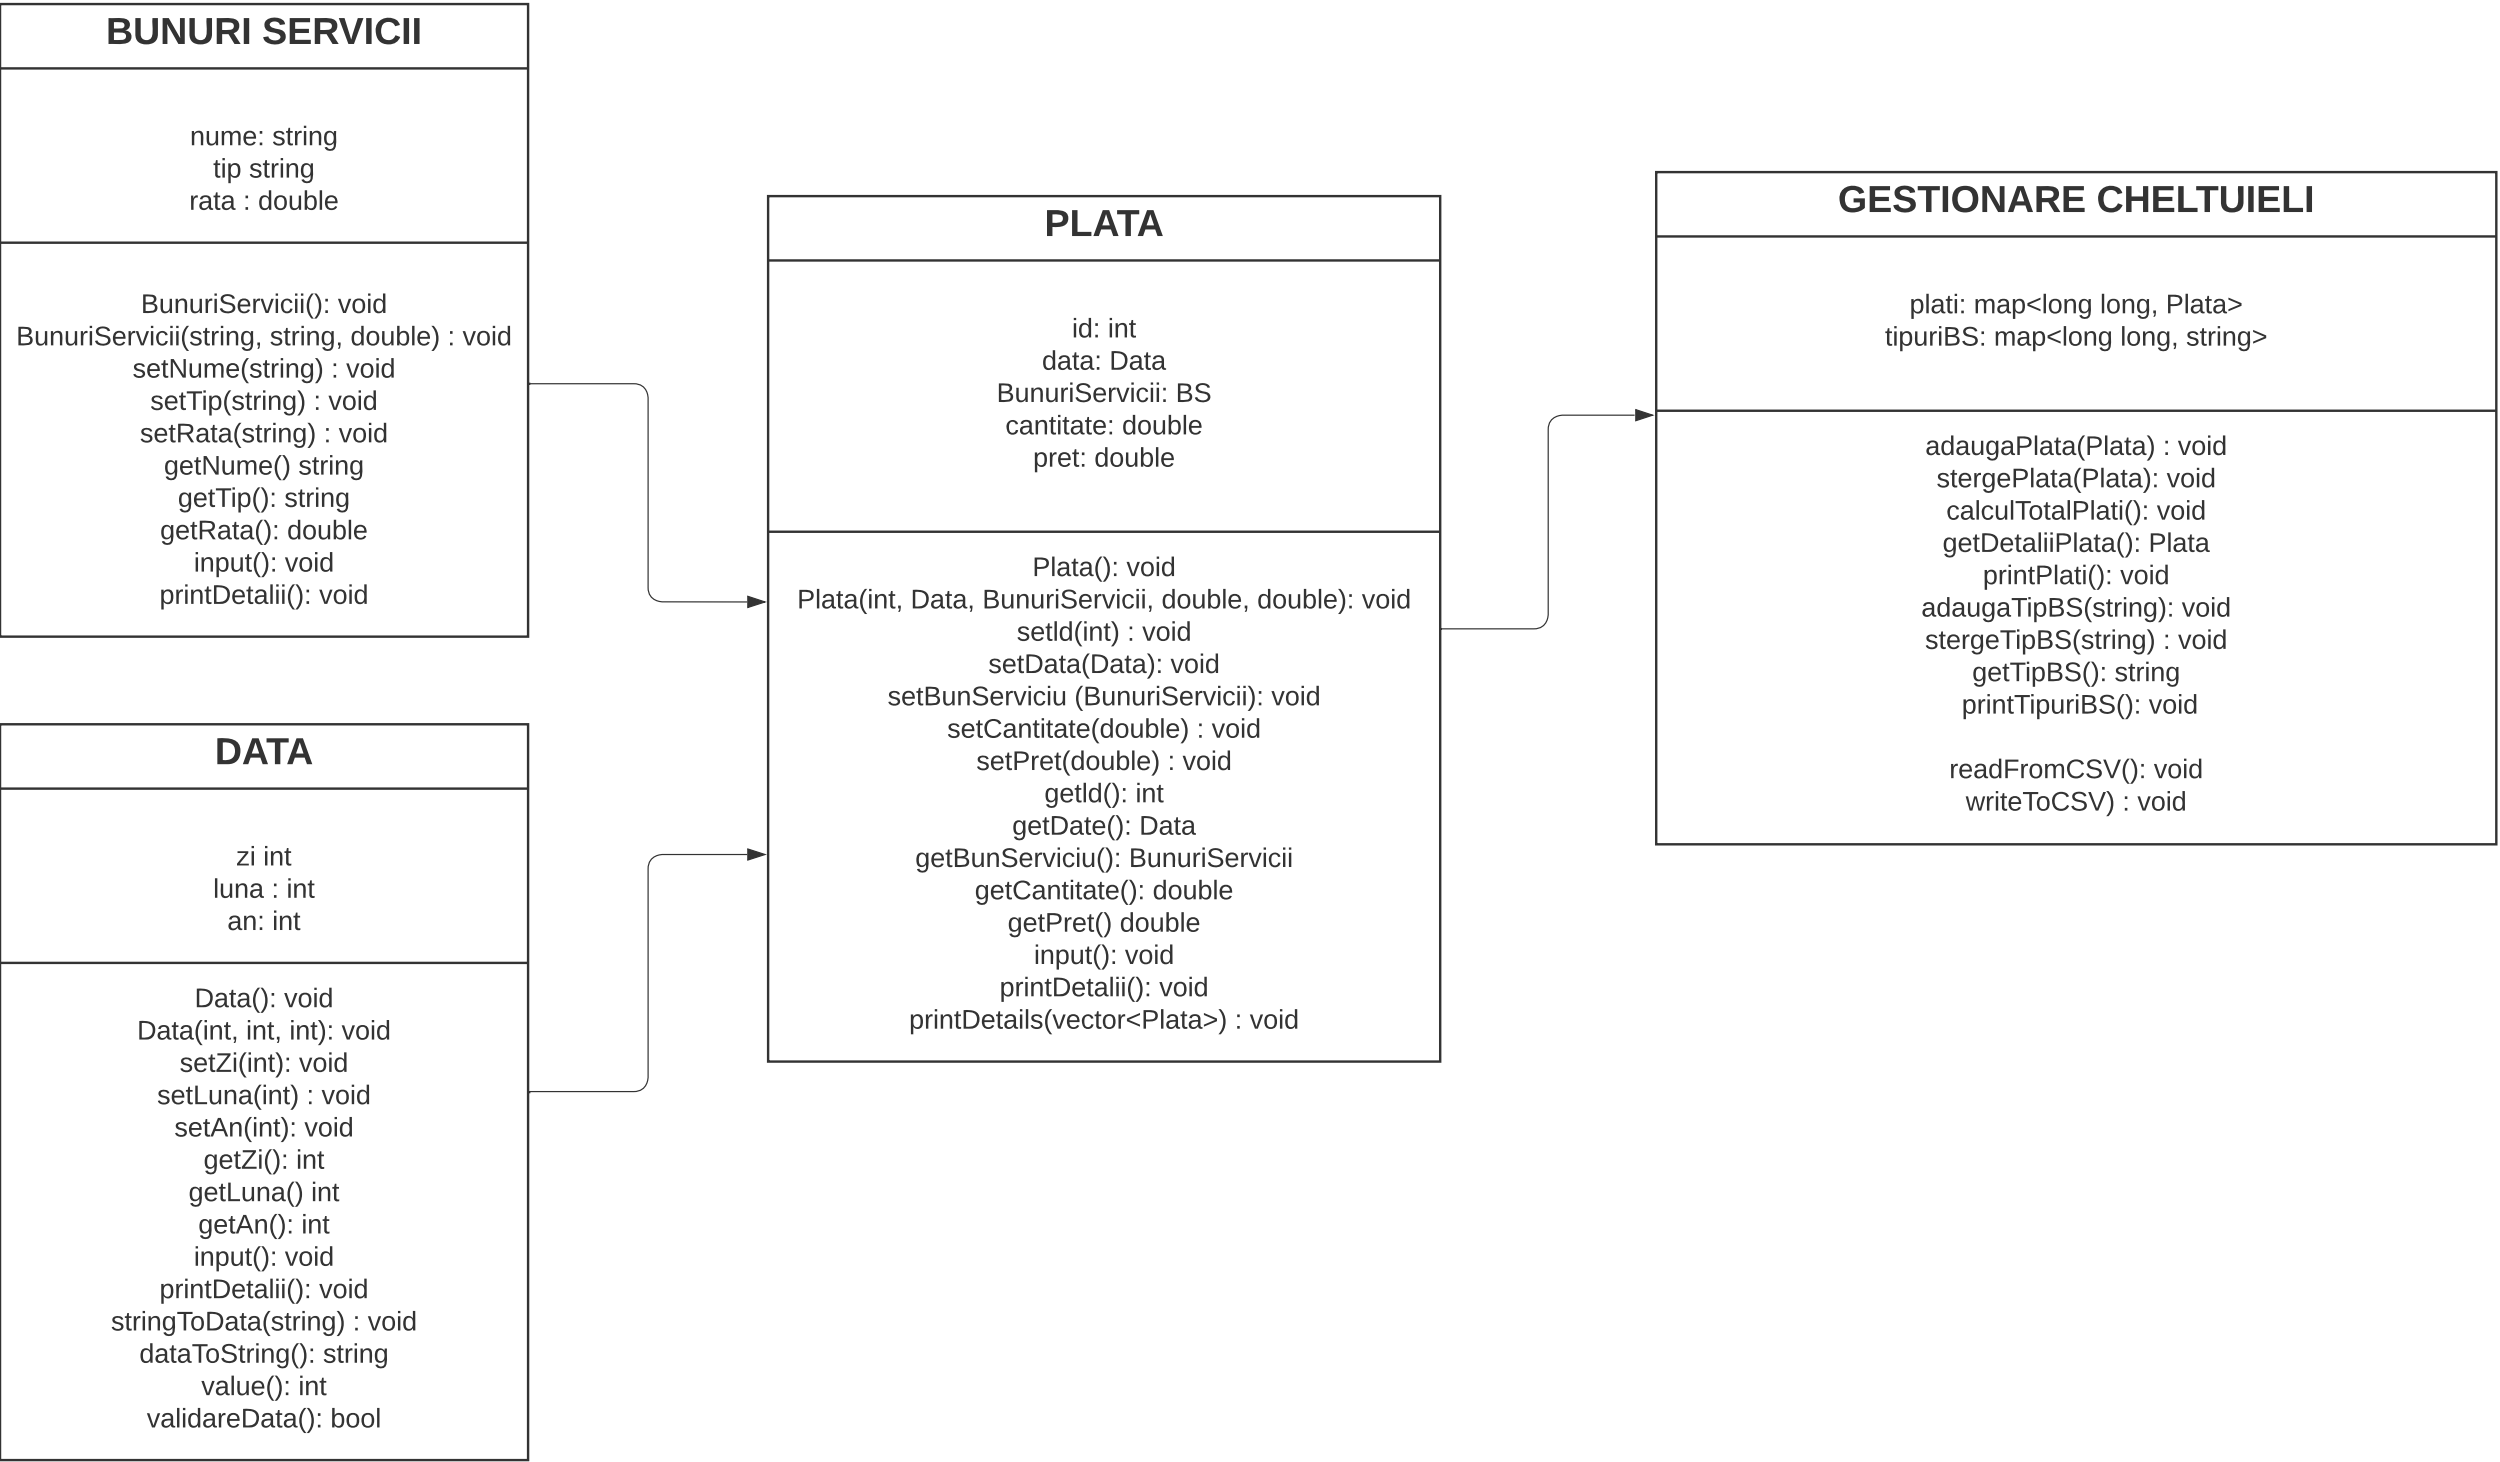 BUNURI SERVICII
nume: string
tip string
rata : double
BunuriServicii(): void
BunuriServicii(string, string, double) : void
setNume(string) : void
setTip(string) : void
setRata(string) : void
getNume() string
getTip(): string
getRata(): double
input(): void
printDetalii(): void
DATA
zi int
luna : int
an: int
Data(): void
Data(int, int, int): void
setZi(int): void
setLuna(int) : void
setAn(int): void
getZi(): int
getLuna() int
getAn(): int
input(): void
printDetalii(): void
stringToData(string) : void
dataToString(): string
value(): int
validareData(): bool
PLATA
id: int
data: Data
BunuriServicii: BS
cantitate: double
pret: double
Plata(): void
Plata(int, Data, BunuriServicii, double, double): void
setld(int) : void
setData(Data): void
setBunServiciu (BunuriServicii): void
setCantitate(double) : void
setPret(double) : void
getld(): int
getDate(): Data
getBunServiciu(): BunuriServicii
getCantitate(): double
getPret() double
input(): void
printDetalii(): void
printDetails(vector<Plata>) : void
GESTIONARE CHELTUIELI
plati: map<long long, Plata>
tipuriBS: map<long long, string>
adaugaPlata(Plata) : void
stergePlata(Plata): void
calculTotalPlati(): void
getDetaliiPlata(): Plata
printPlati(): void
adaugaTipBS(string): void
stergeTipBS(string) : void
getTipBS(): string
printTipuriBS(): void
readFromCSV(): void
writeToCSV) : void